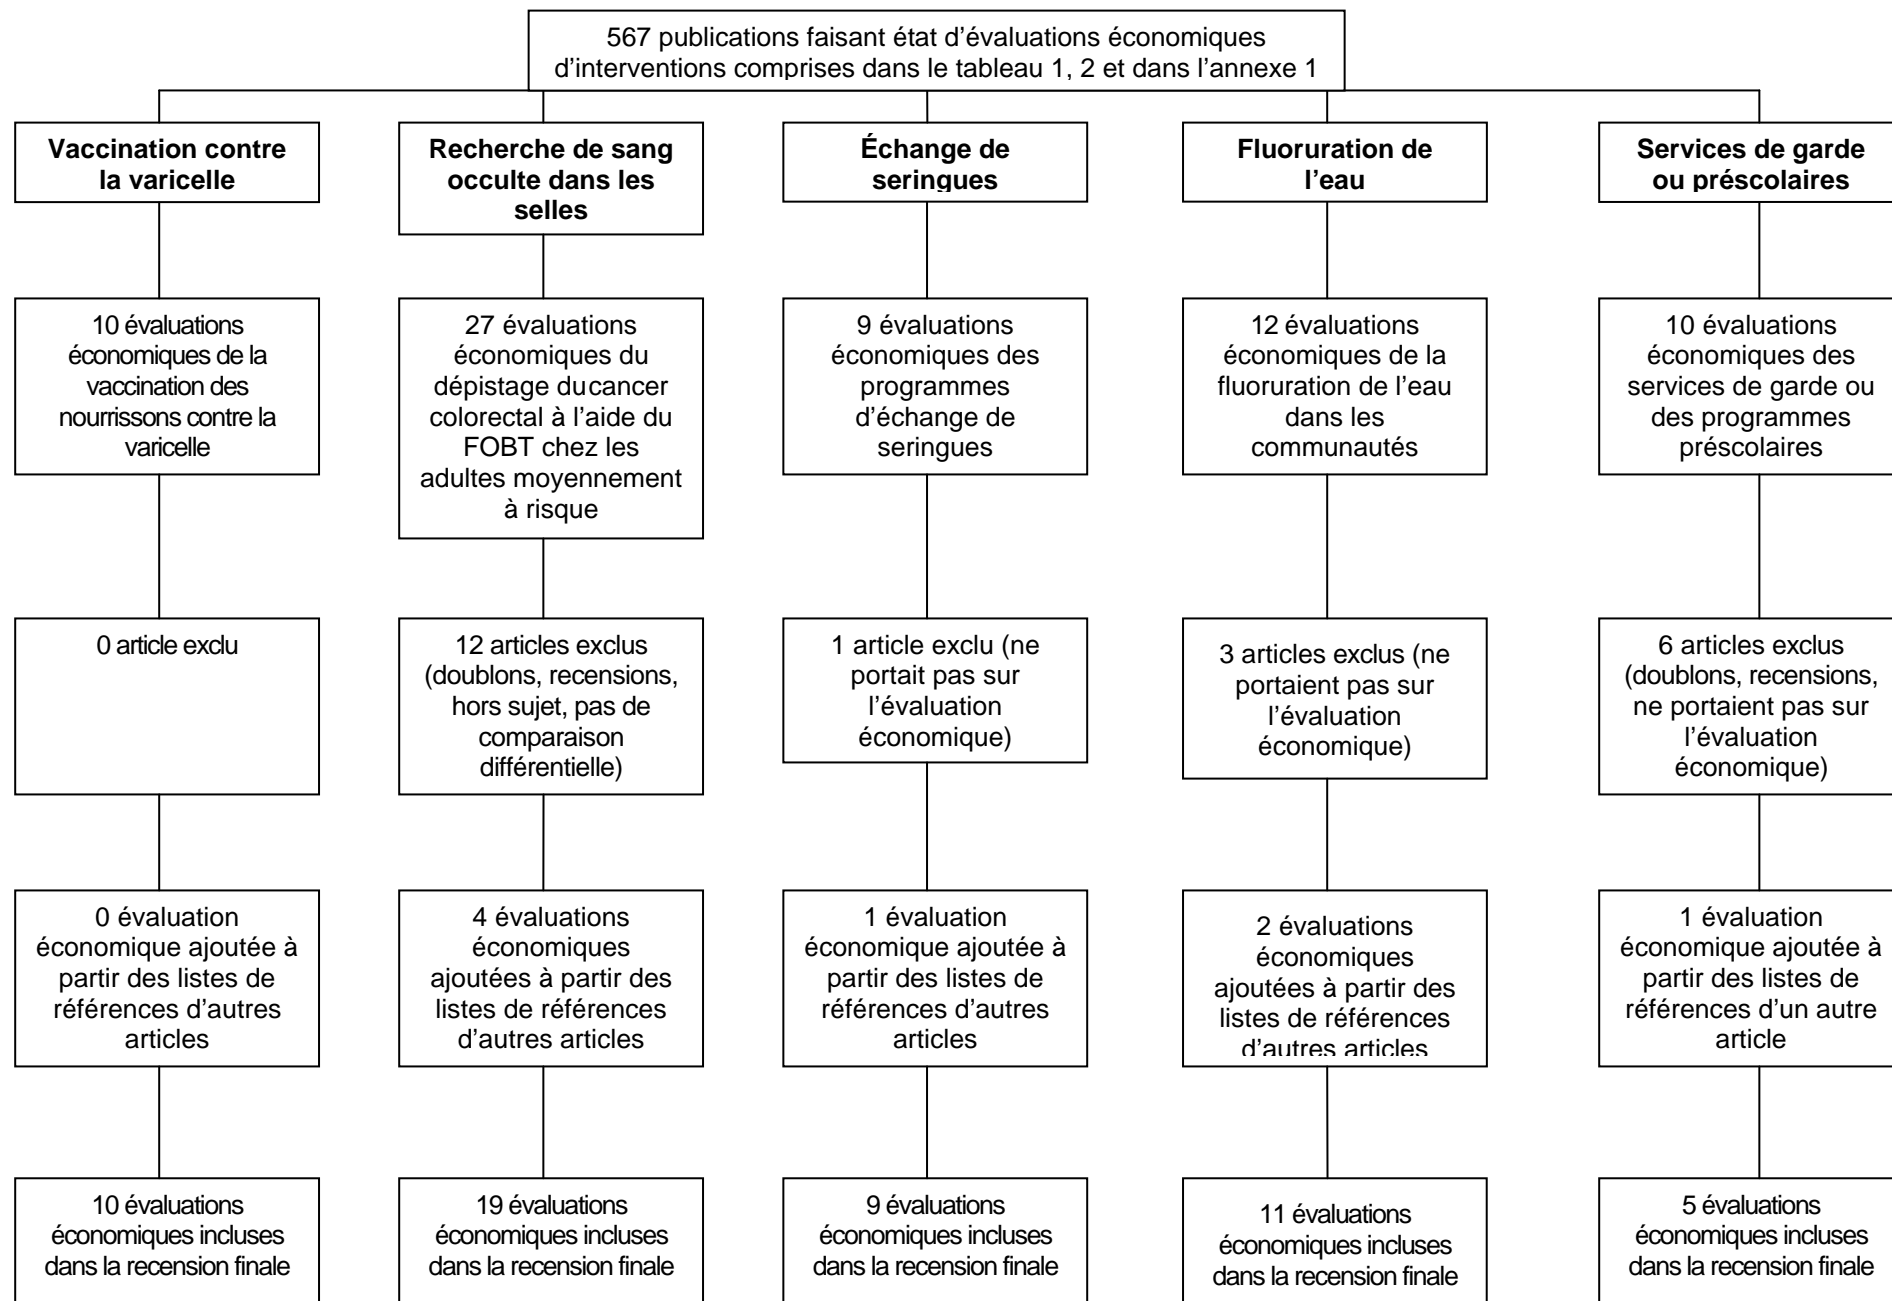 567 publications faisant état d’évaluations économiques
d’interventions comprises dans le tableau 1, 2 et dans l’annexe 1
Vaccination contre
la varicelle
Recherche de sang
occulte dans les
selles
Échange de
seringues
Fluoruration de
l’eau
Services de garde
ou préscolaires
10 évaluations
économiques de la
vaccination des
nourrissons contre la
varicelle
27 évaluations
économiques du
dépistage ducancer
colorectal à l’aide du
FOBT chez les
adultes moyennement
à risque
9 évaluations
économiques des
programmes
d’échange de
seringues
12 évaluations
économiques de la
fluoruration de l’eau
dans les
communautés
10 évaluations
économiques des
services de garde ou
des programmes
préscolaires
0 article exclu
12 articles exclus
(doublons, recensions,
hors sujet, pas de
comparaison
différentielle)
1 article exclu (ne
portait pas sur
l’évaluation
économique)
3 articles exclus (ne
portaient pas sur
l’évaluation
économique)
6 articles exclus
(doublons, recensions,
ne portaient pas sur
l’évaluation
économique)
0 évaluation
économique ajoutée à
partir des listes de
références d’autres
articles
4 évaluations
économiques
ajoutées à partir des
listes de références
d’autres articles
1 évaluation
économique ajoutée à
partir des listes de
références d’autres
articles
2 évaluations
économiques
ajoutées à partir des
listes de références
d’autres articles
1 évaluation
économique ajoutée à
partir des listes de
références d’un autre
article
10 évaluations
économiques incluses
dans la recension finale
19 évaluations
économiques incluses
dans la recension finale
9 évaluations
économiques incluses
dans la recension finale
11 évaluations
économiques incluses
dans la recension finale
5 évaluations
économiques incluses
dans la recension finale